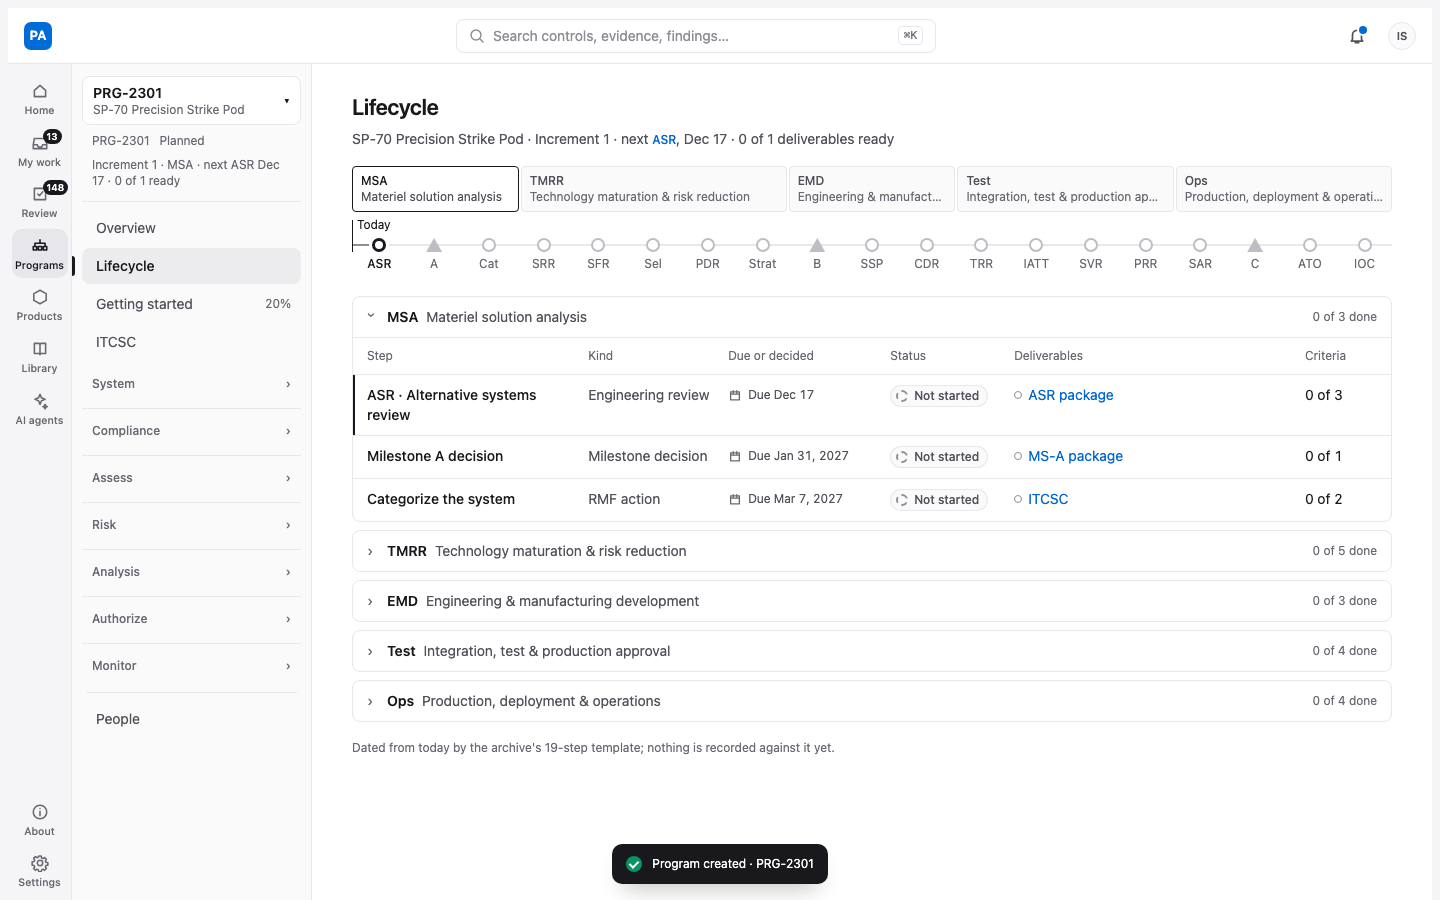 PA
Search controls, evidence, findings...
⌘K
IS
Home
13
My work
148
Review
Programs
Products
Library
AI agents
About
Settings
PRG-2301
SP-70 Precision Strike Pod
PRG-2301 Planned
Increment 1 · MSA · next ASR Dec
17 · 0 of 1 ready
Overview
Lifecycle
Getting started 20%
ITCSC
System
Compliance
Assess
Risk
Analysis
Authorize
Monitor
People
Lifecycle
SP-70 Precision Strike Pod · Increment 1 · next ASR, Dec 17 · 0 of 1 deliverables ready
MSA
Materiel solution analysis
TMRR
Technology maturation & risk reduction
EMD
Engineering & manufact...
Test
Integration, test & production ap...
Ops
Production, deployment & operati...
Today
ASR A Cat SRR SFR Sel PDR Strat B SSP CDR TRR IATT SVR PRR SAR C ATO IOC
MSA Materiel solution analysis 0 of 3 done
Step Kind Due or decided Status Deliverables Criteria
ASR · Alternative systems review Engineering review Due Dec 17 Not started ASR package 0 of 3
Milestone A decision Milestone decision Due Jan 31, 2027 Not started MS-A package 0 of 1
Categorize the system RMF action Due Mar 7, 2027 Not started ITCSC 0 of 2
TMRR Technology maturation & risk reduction 0 of 5 done
EMD Engineering & manufacturing development 0 of 3 done
Test Integration, test & production approval 0 of 4 done
Ops Production, deployment & operations 0 of 4 done
Dated from today by the archive's 19-step template; nothing is recorded against it yet.
Program created · PRG-2301